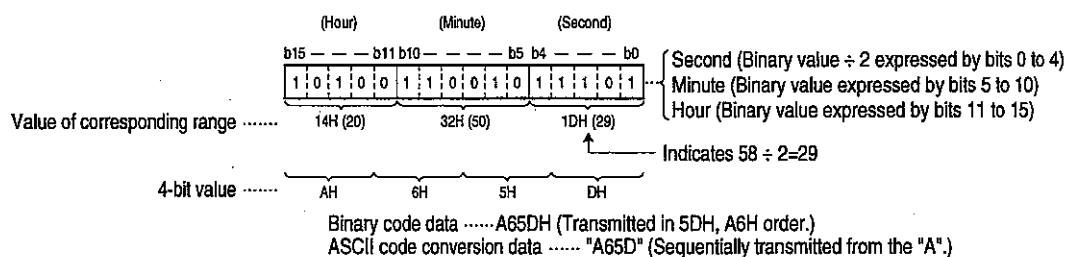 (Hour) (Minute) (Second)
b15 — — — b11 b10 — — — — b5 b4 — — — b0
1 0 1 0 0 1 1 0 0 1 0 1 1 1 0 1
Second (Binary value ÷ 2 expressed by bits 0 to 4)
Minute (Binary value expressed by bits 5 to 10)
Hour (Binary value expressed by bits 11 to 15)
Value of corresponding range ······ 14H (20) 32H (50) 1DH (29)
Indicates 58 ÷ 2=29
4-bit value ······· AH 6H 5H DH
Binary code data ······A65DH (Transmitted in 5DH, A6H order.)
ASCII code conversion data ······ "A65D" (Sequentially transmitted from the "A".)